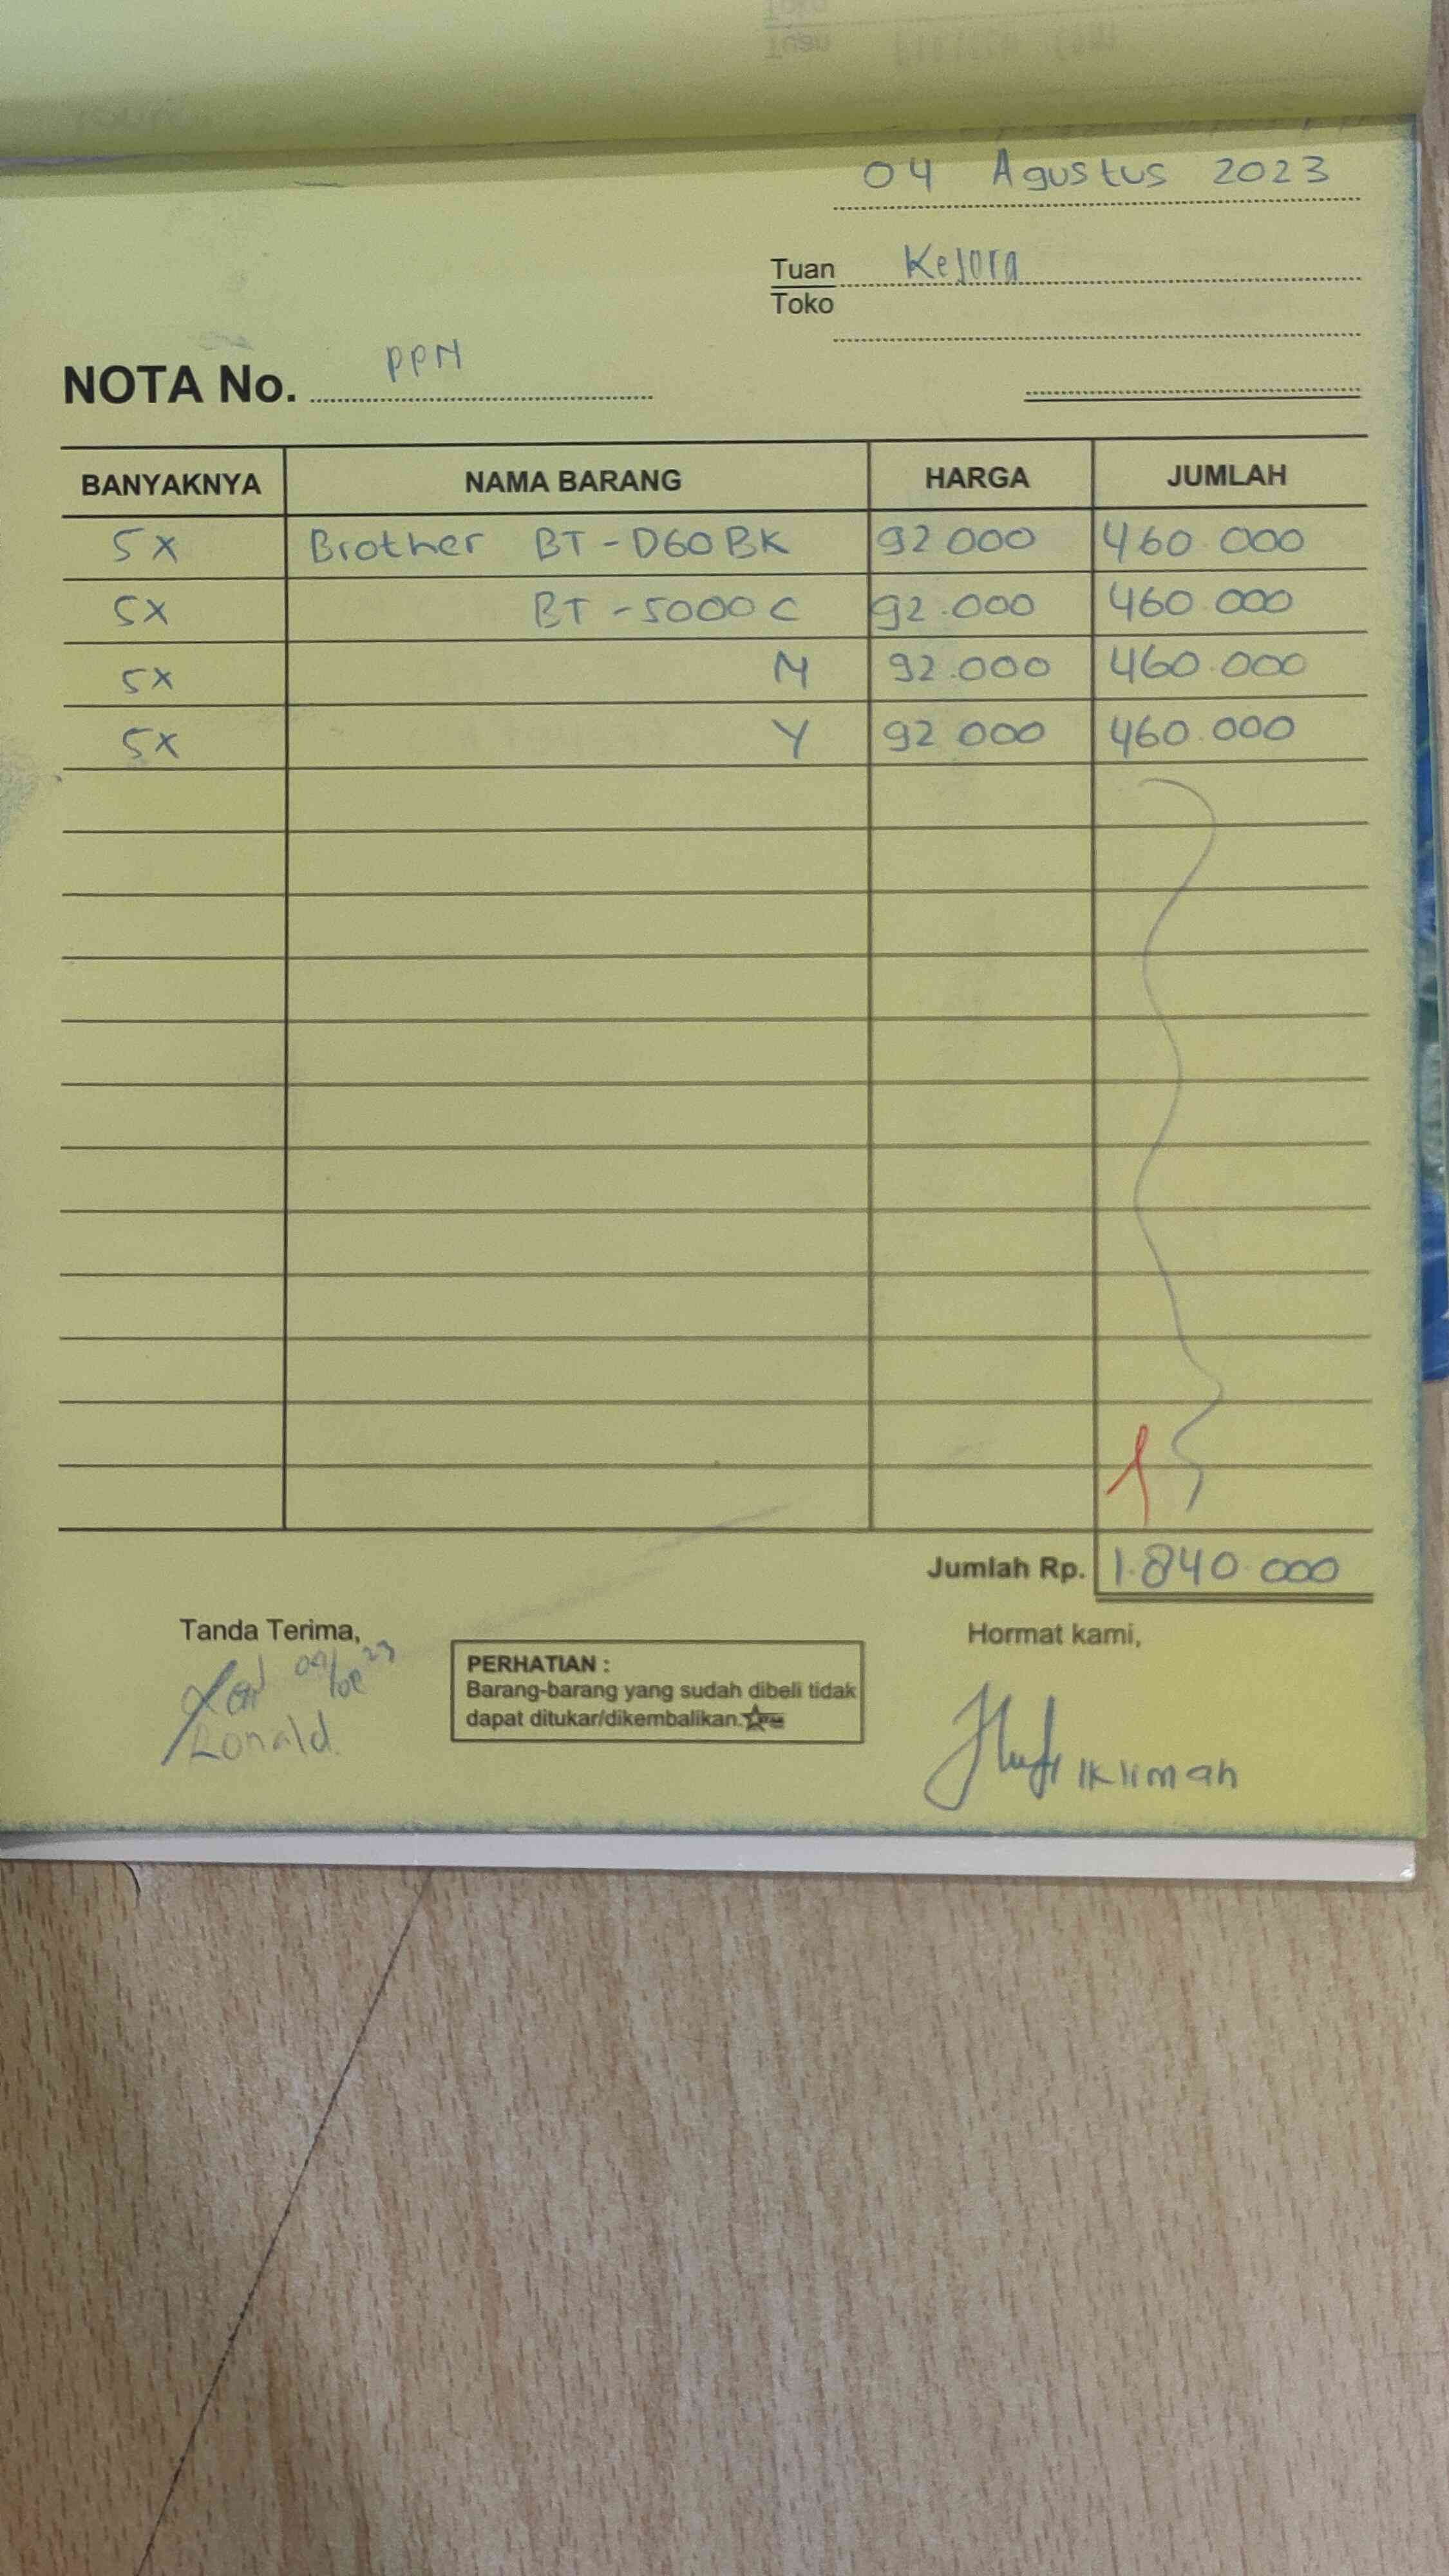 04 Agustus 2023
Tuan Kejora
Toko
NOTA No. PPN
BANYAKNYA NAMA BARANG HARGA JUMLAH
5x Brother BT-D60BK 92 000 460 000
5x BT-5000C 92.000 460 000
5x M 92.000 460.000
5x Y 92 000 460.000
Jumlah Rp. 1.840.000
Tanda Terima, Hormat kami,
04/08 23
PERHATIAN :
Barang-barang yang sudah dibeli tidak
dapat ditukar/dikembalikan.
Ronald
Iklimah